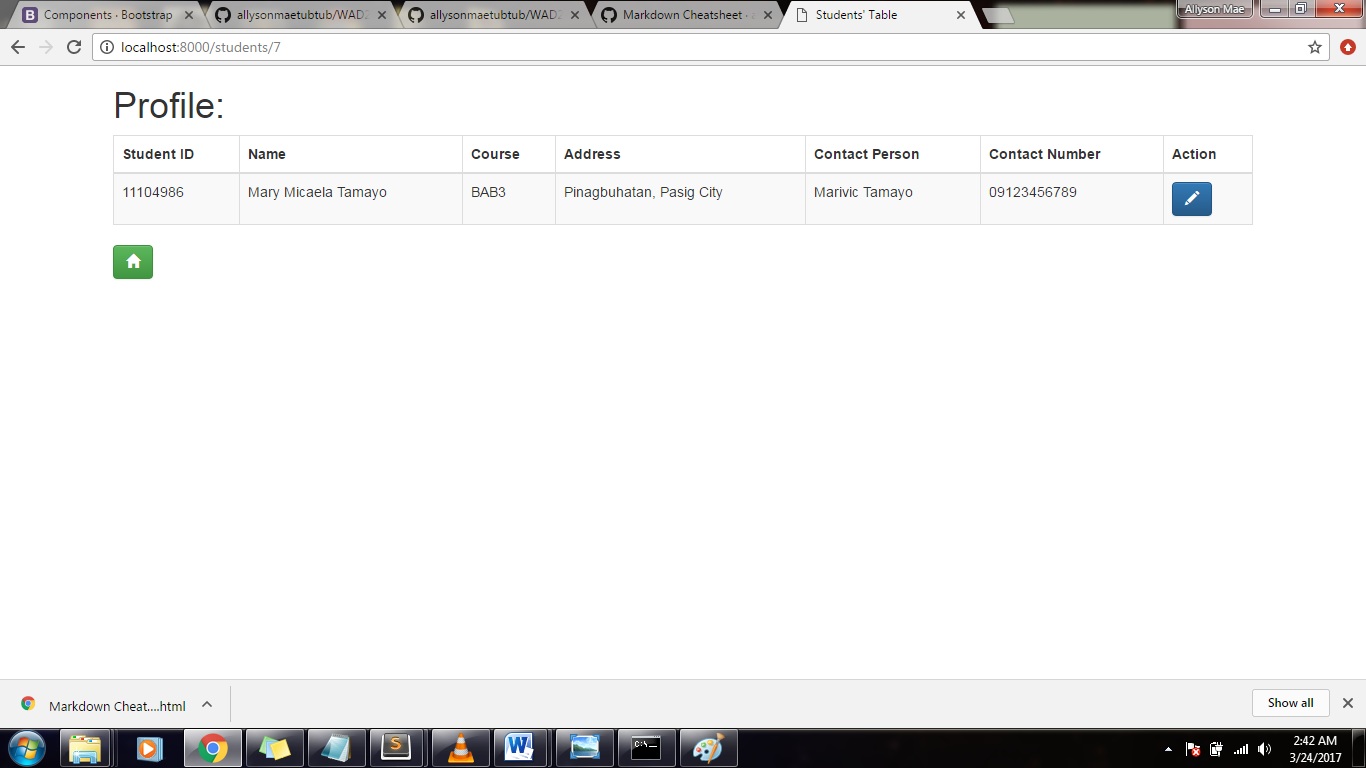 Components · Bootstrap
allysonmaetubtub/WAD2
allysonmaetubtub/WAD2
Markdown Cheatsheet ·
Students' Table
Allyson Mae
localhost:8000/students/7
Profile:
Student ID Name Course Address Contact Person Contact Number Action
11104986 Mary Micaela Tamayo BAB3 Pinagbuhatan, Pasig City Marivic Tamayo 09123456789
Markdown Cheat....html
Show all
2:42 AM
3/24/2017